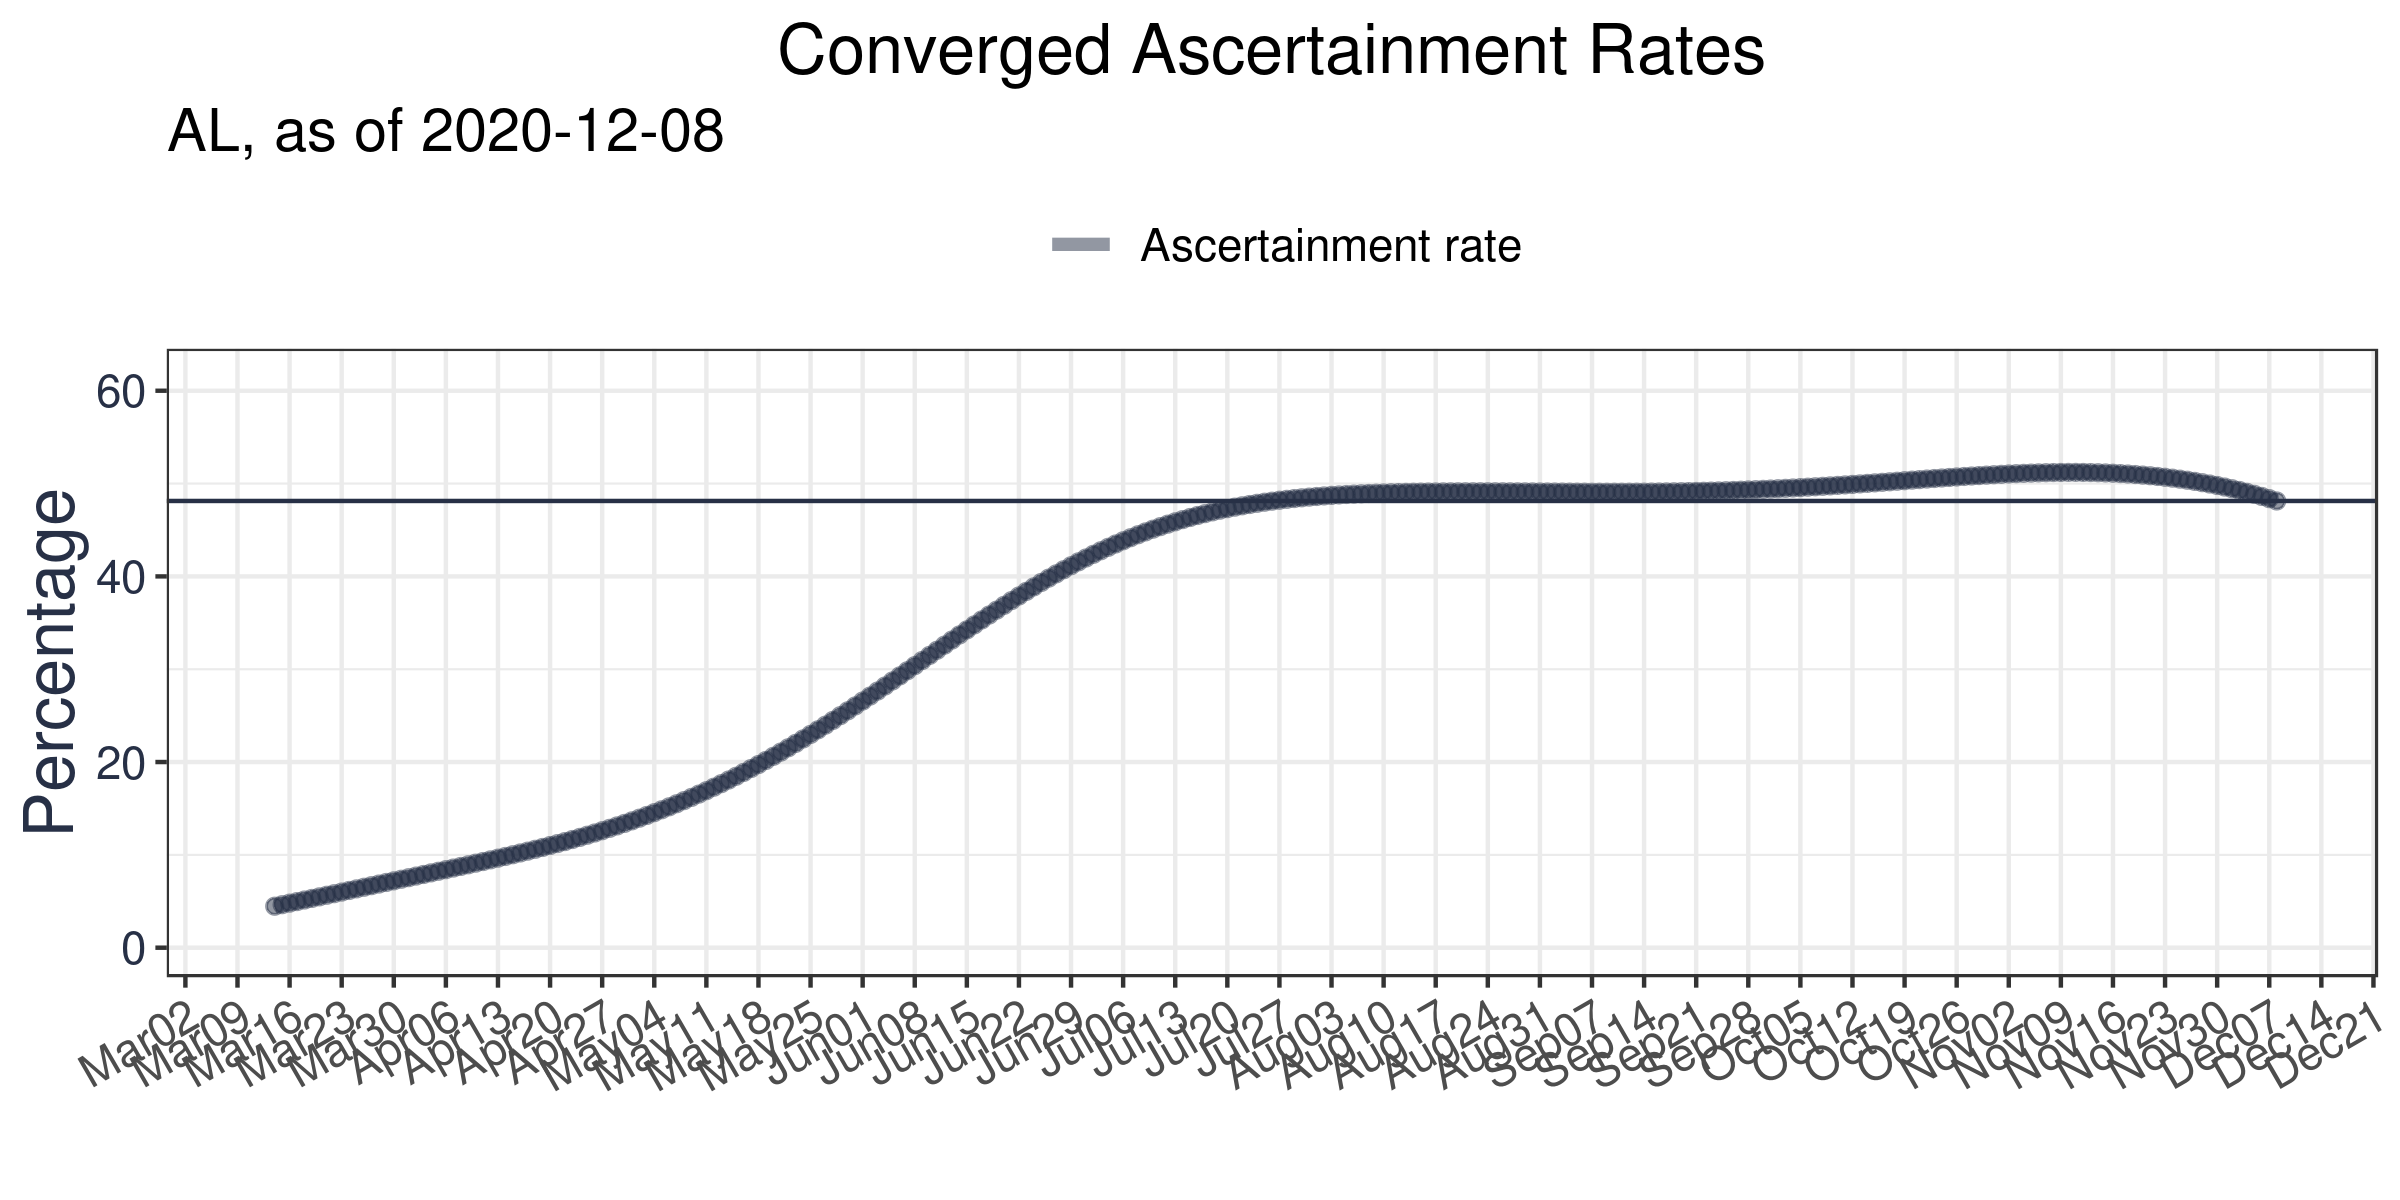 Converged Ascertainment Rates
AL, as of 2020-12-08
Ascertainment rate
Percentage
60
40
20
0
Mar02 Mar09 Mar16 Mar23 Mar30 Apr06 Apr13 Apr20 Apr27 May04 May11 May18 May25 Jun01 Jun08 Jun15 Jun22 Jun29 Jul06 Jul13 Jul20 Jul27 Aug03 Aug10 Aug17 Aug24 Aug31 Sep07 Sep14 Sep21 Sep28 Oct05 Oct12 Oct19 Oct26 Nov02 Nov09 Nov16 Nov23 Nov30 Dec07 Dec14 Dec21